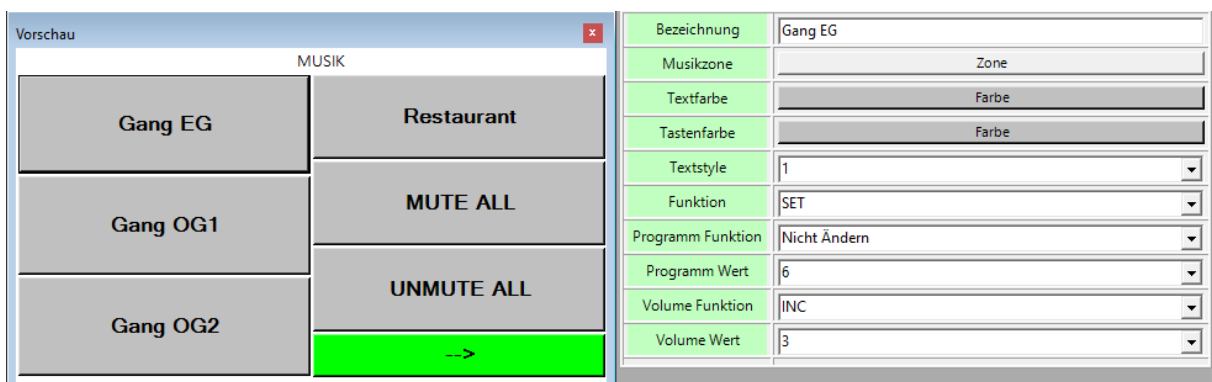 Vorschau
x
MUSIK
Gang EG
Gang OG1
Gang OG2
Restaurant
MUTE ALL
UNMUTE ALL
-->
Bezeichnung Gang EG
Musikzone Zone
Textfarbe Farbe
Tastenfarbe Farbe
Textstyle 1
Funktion SET
Programm Funktion Nicht Ändern
Programm Wert 6
Volume Funktion INC
Volume Wert 3